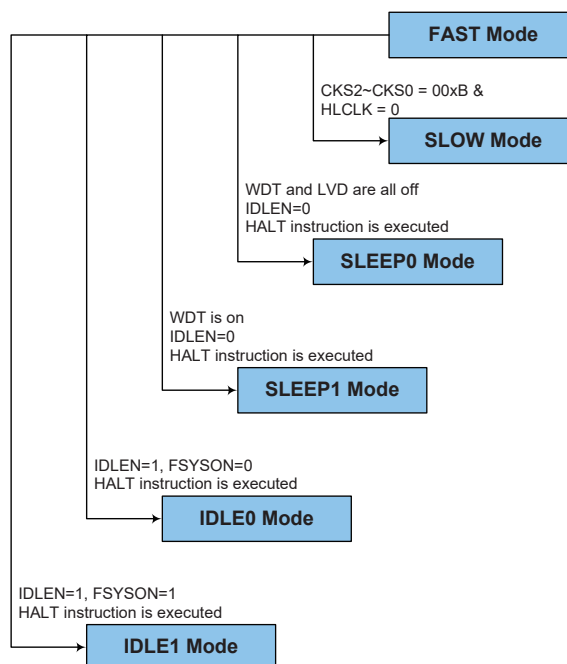 FAST Mode
CKS2~CKS0 = 00xB &
HLCLK = 0
SLOW Mode
WDT and LVD are all off
IDLEN=0
HALT instruction is executed
SLEEP0 Mode
WDT is on
IDLEN=0
HALT instruction is executed
SLEEP1 Mode
IDLEN=1, FSYSON=0
HALT instruction is executed
IDLE0 Mode
IDLEN=1, FSYSON=1
HALT instruction is executed
IDLE1 Mode